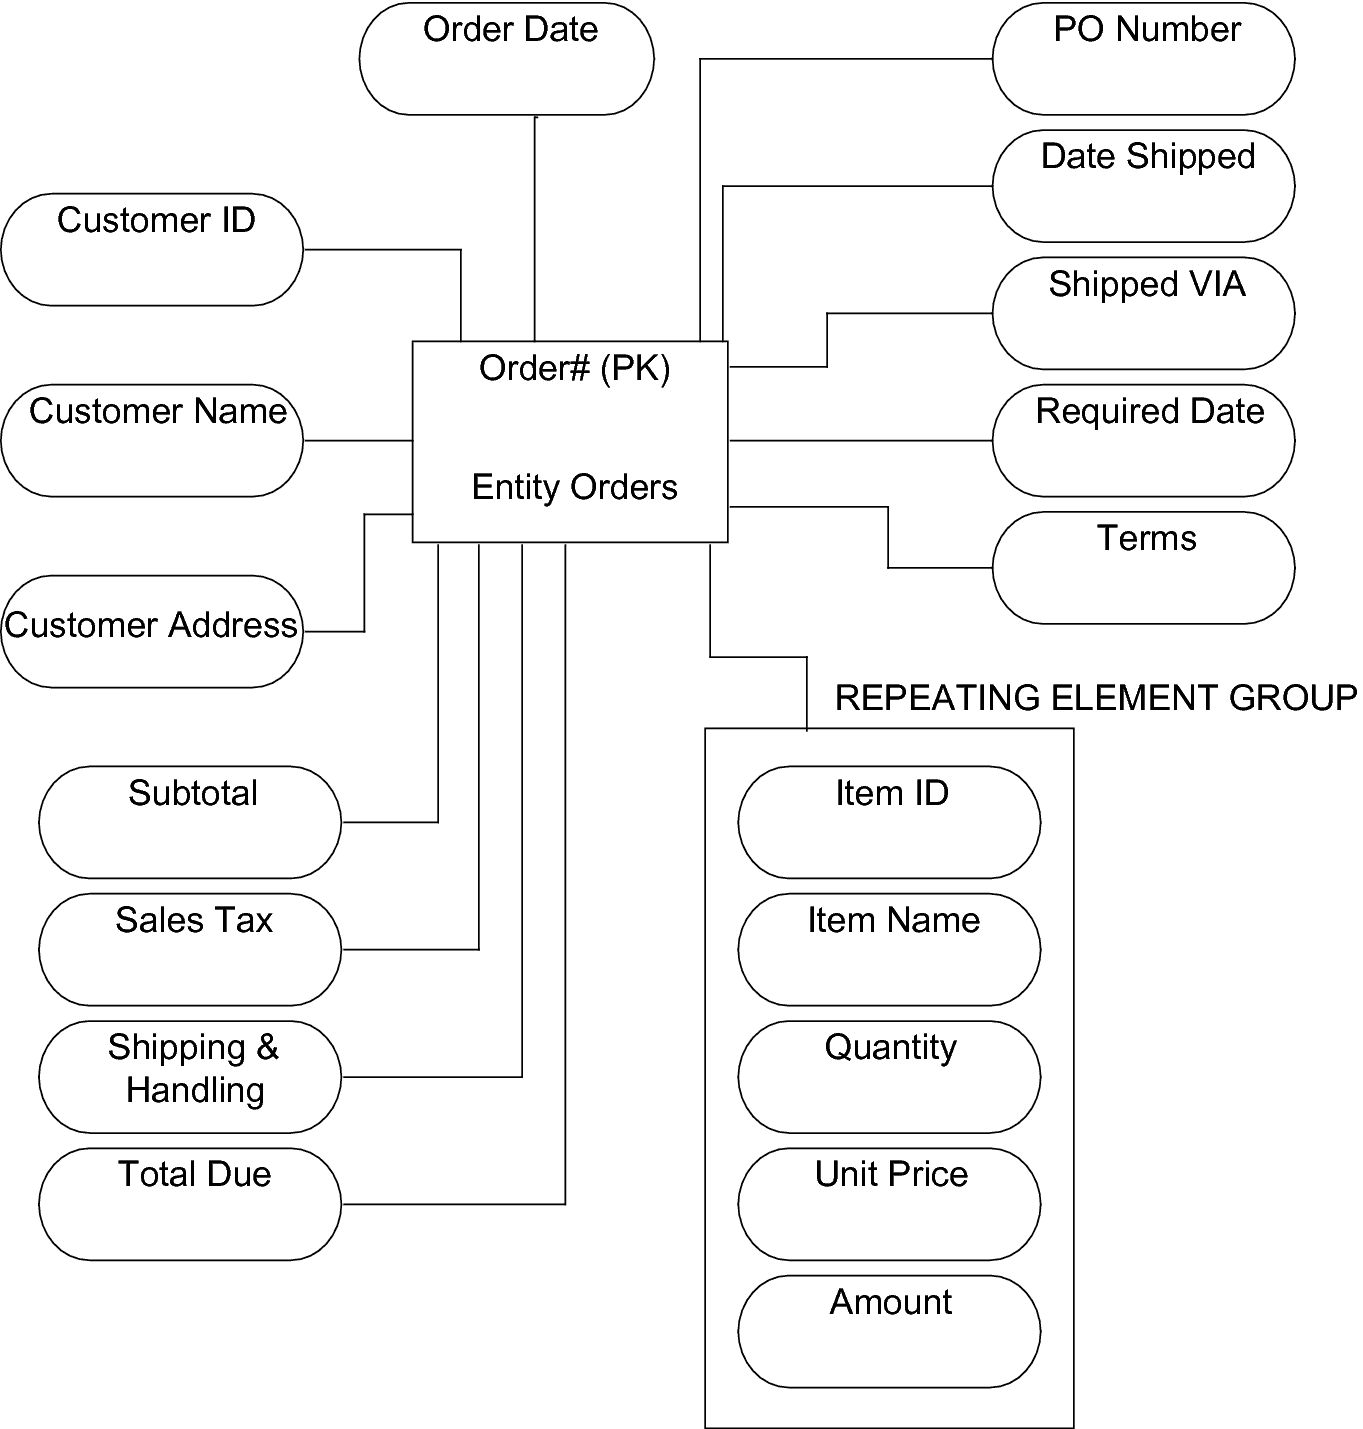 Order Date
PO Number
Date Shipped
Customer ID
Shipped VIA
Order# (PK)
Customer Name
Required Date
Entity Orders
Terms
Customer Address
REPEATING ELEMENT GROUP
Subtotal
Sales Tax
Shipping &
Handling
Total Due
Item ID
Item Name
Quantity
Unit Price
Amount